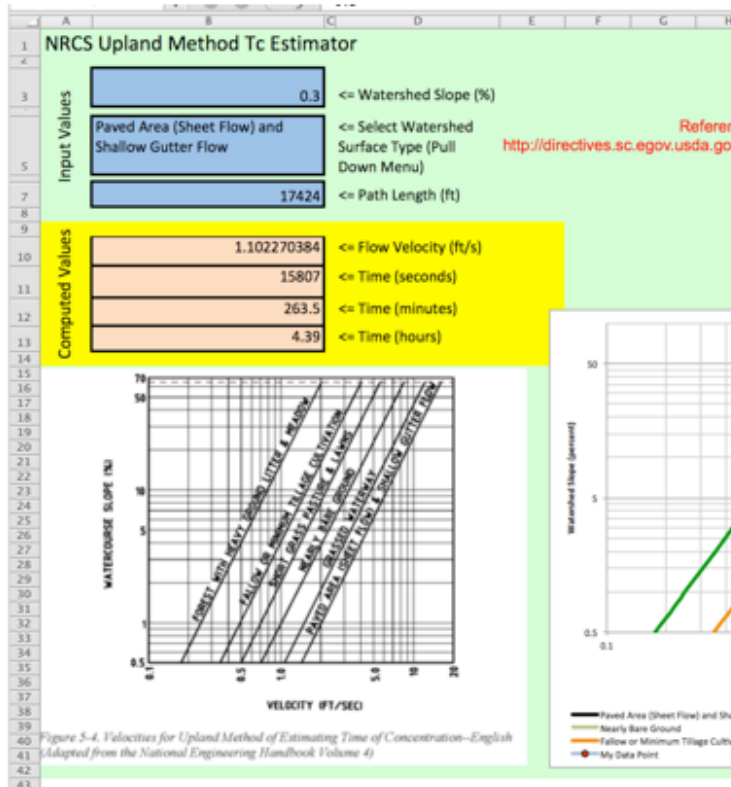 A B C D E F G H
1 NRCS Upland Method Tc Estimator
Input Values
3 0.3 <= Watershed Slope (%)
Paved Area (Sheet Flow) and <= Select Watershed Refere
Shallow Gutter Flow Surface Type (Pull http://directives.sc.egov.usda.go
5 Down Menu)
7 17424 <= Path Length (ft)
8
9
Computed Values
10 1.102270384 <= Flow Velocity (ft/s)
11 15807 <= Time (seconds)
12 263.5 <= Time (minutes)
13 4.39 <= Time (hours)
14
15
16
17
18
19
20
21
22
23
24
25
26
27
28
29
30
31
32
33
34
35
36
37
38
39
40
41
42
43
WATERCOURSE SLOPE (%)
70
50
10
5
1
0.5
FOREST WITH HEAVY GROUND LITTER & MEADOW
FALLOW OR MINIMUM TILLAGE CULTIVATION
SHORT GRASS PASTURE & LAWNS
NEARLY BARE GROUND
GRASSED WATERWAY
PAVED AREA (SHEET FLOW) & SHALLOW GUTTER FLOW
0.1 0.5 1.0 5.0 10 20
VELOCITY (FT/SEC)
Figure 5-4. Velocities for Upland Method of Estimating Time of Concentration--English
(Adapted from the National Engineering Handbook Volume 4)
Watershed Slope (percent)
50
5
0.5
0.1
Paved Area (Sheet Flow) and Sha
Nearly Bare Ground
Fallow or Minimum Tillage Culti
My Data Point